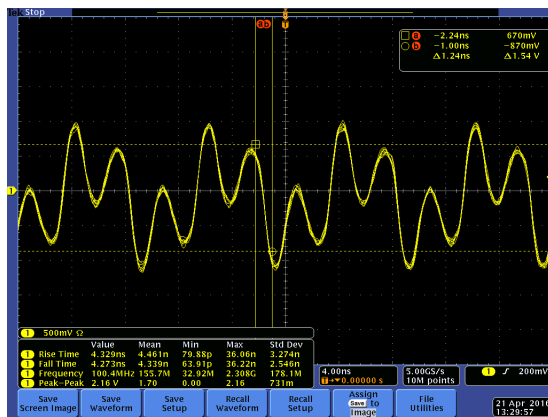 Tek Stop
a b
T
a −2.24ns 670mV
b −1.00ns −870mV
Δ1.24ns Δ1.54 V
1
1 500mV Ω
Value Mean Min Max Std Dev
1 Rise Time 4.329ns 4.461n 79.88p 36.06n 3.274n
1 Fall Time 4.273ns 4.339n 63.91p 36.22n 2.546n
1 Frequency 100.4MHz 155.7M 32.92M 2.308G 178.1M
1 Peak−Peak 2.16 V 1.70 0.00 2.16 731m
4.00ns
T→▾0.00000 s
5.00GS/s
10M points
1 200mV
Save Screen Image
Save Waveform
Save Setup
Recall Waveform
Recall Setup
Assign Save to Image
File Utilities
13:29:57